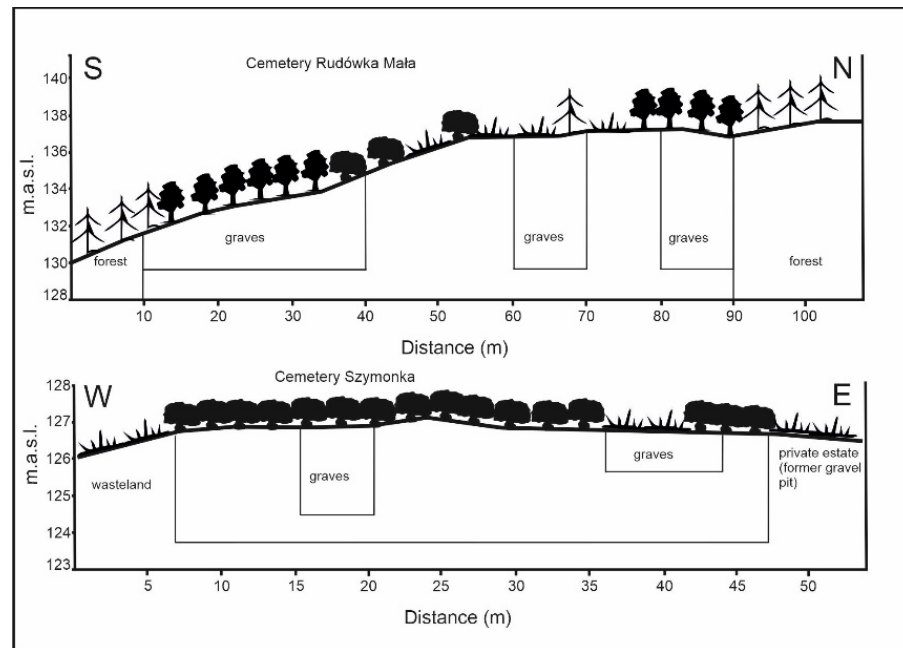 S
Cemetery Rudówka Mała
N
140
138
136
134
132
130
128
m.a.s.l.
forest
graves
graves
graves
forest
10 20 30 40 50 60 70 80 90 100
Distance (m)
W
Cemetery Szymonka
E
128
127
126
125
124
123
m.a.s.l.
wasteland
graves
graves
private estate
(former gravel
pit)
5 10 15 20 25 30 35 40 45 50
Distance (m)